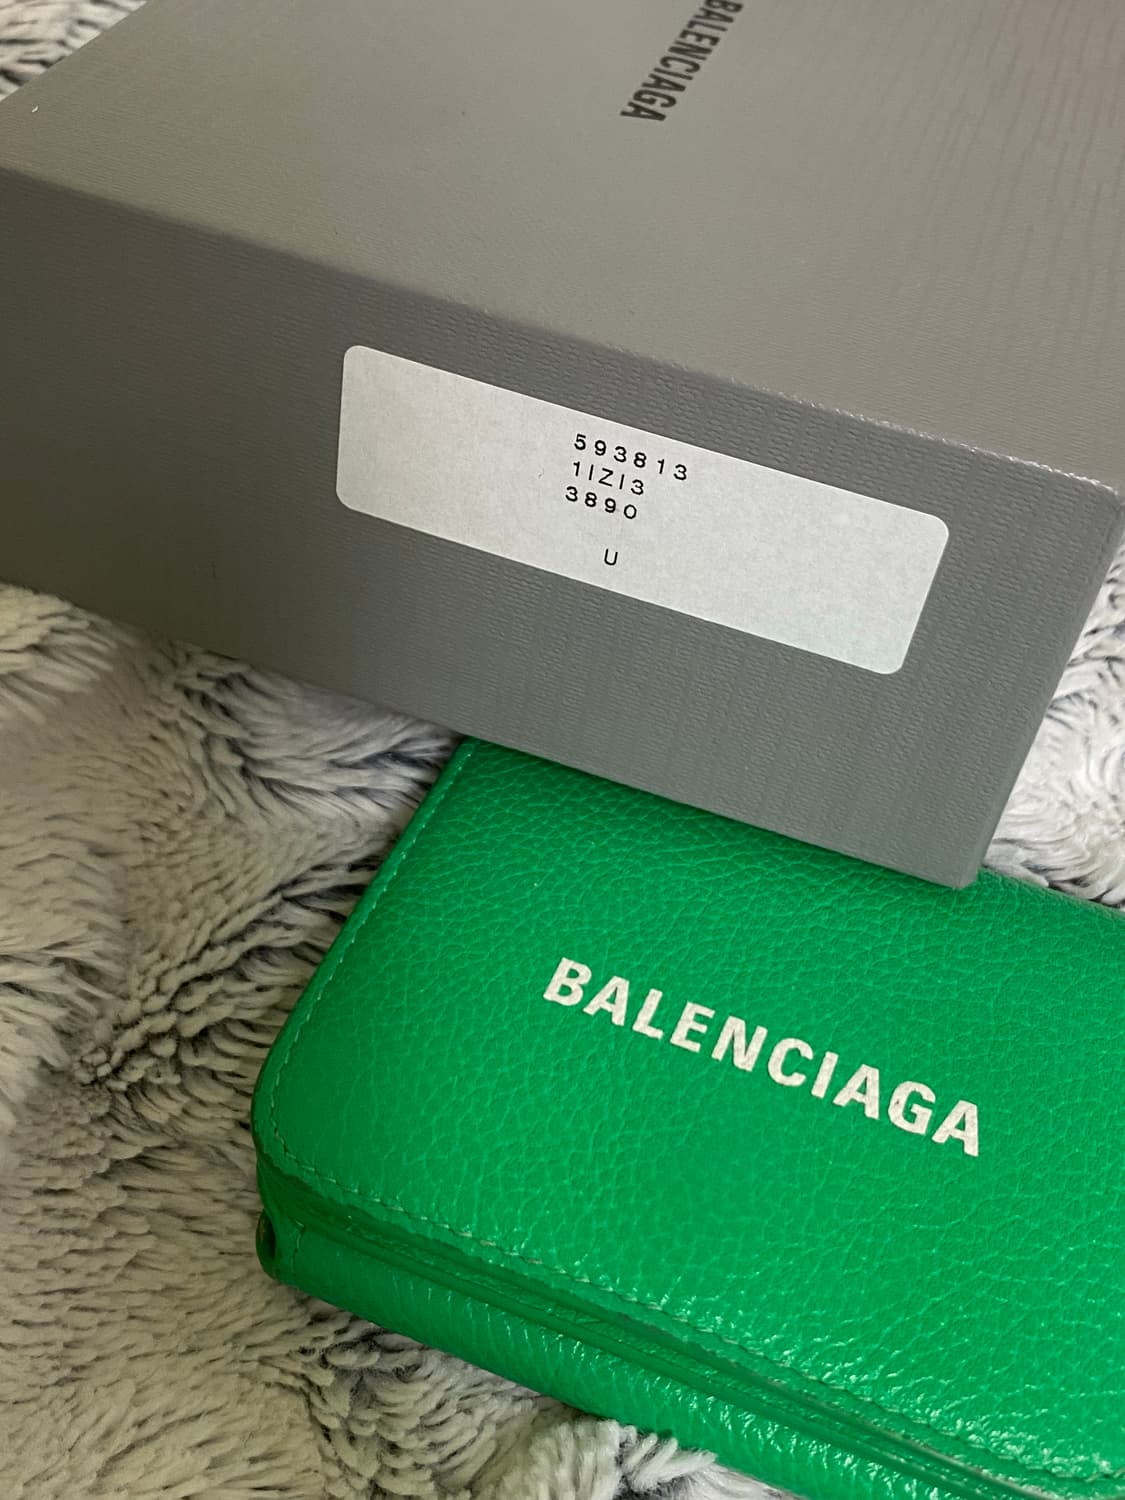 BALENCIAGA
593813
1IZI3
3890
U
BALENCIAGA